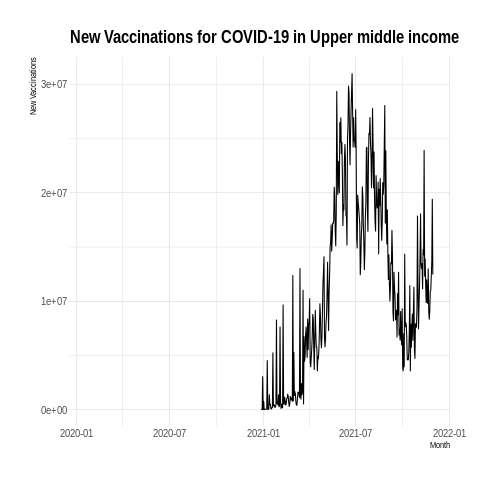 New Vaccinations for COVID-19 in Upper middle income
New Vaccinations
3e+07
2e+07
1e+07
0e+00
2020-01 2020-07 2021-01 2021-07 2022-01
Month